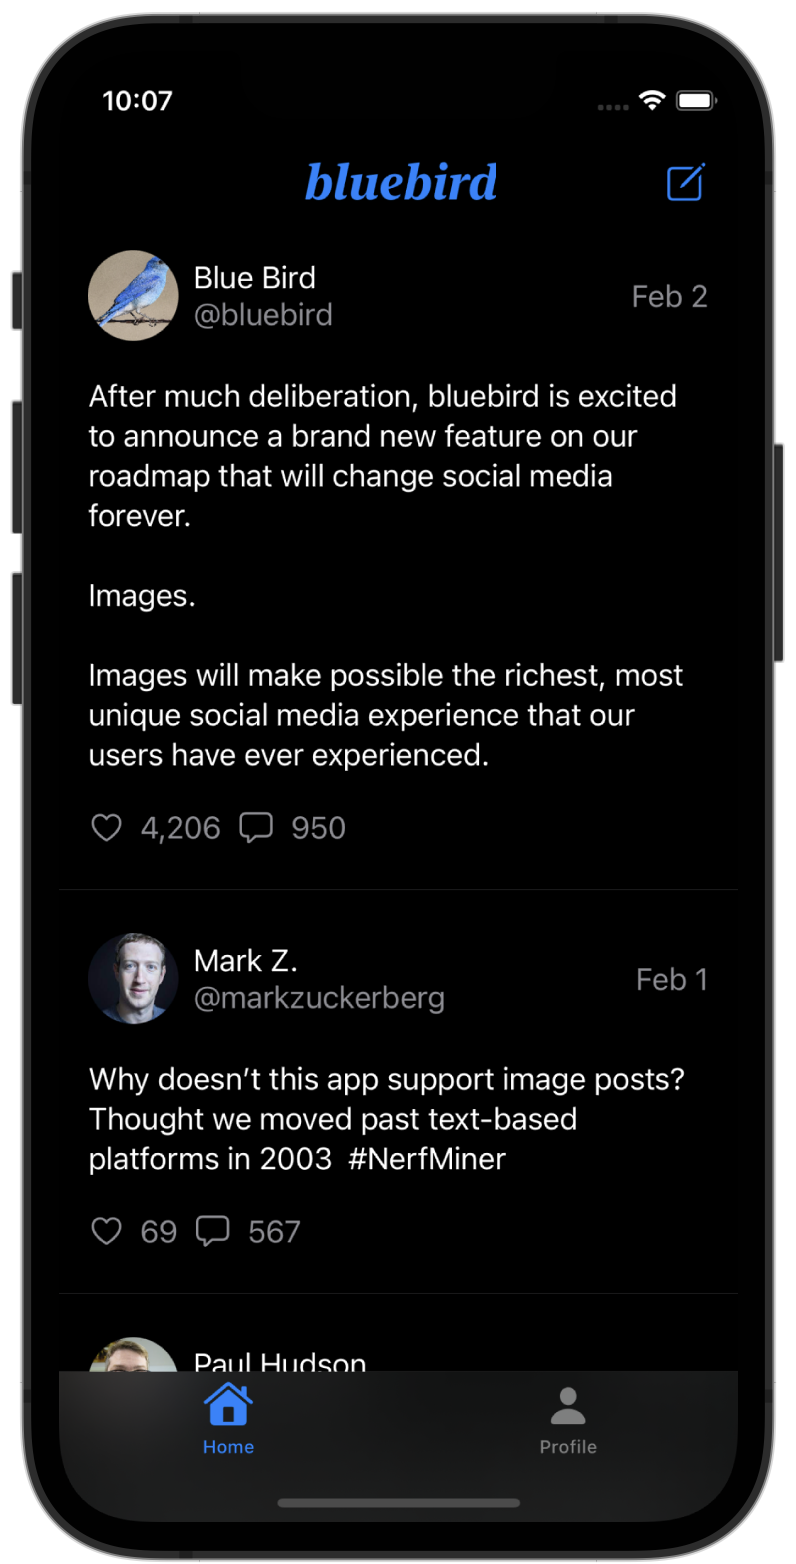 10:07
bluebird
Blue Bird
@bluebird
Feb 2
After much deliberation, bluebird is excited
to announce a brand new feature on our
roadmap that will change social media
forever.
Images.
Images will make possible the richest, most
unique social media experience that our
users have ever experienced.
4,206 950
Mark Z.
@markzuckerberg
Feb 1
Why doesn’t this app support image posts?
Thought we moved past text-based
platforms in 2003  #NerfMiner
69 567
Paul Hudson
Home Profile